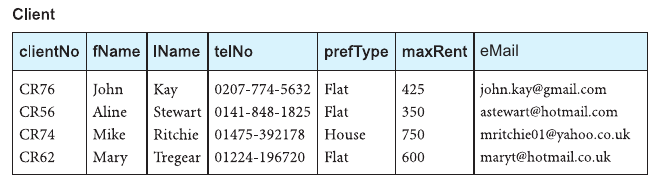 Client
clientNo fName lName telNo prefType maxRent eMail
CR76 John Kay 0207-774-5632 Flat 425 john.kay@gmail.com
CR56 Aline Stewart 0141-848-1825 Flat 350 astewart@hotmail.com
CR74 Mike Ritchie 01475-392178 House 750 mritchie01@yahoo.co.uk
CR62 Mary Tregear 01224-196720 Flat 600 maryt@hotmail.co.uk